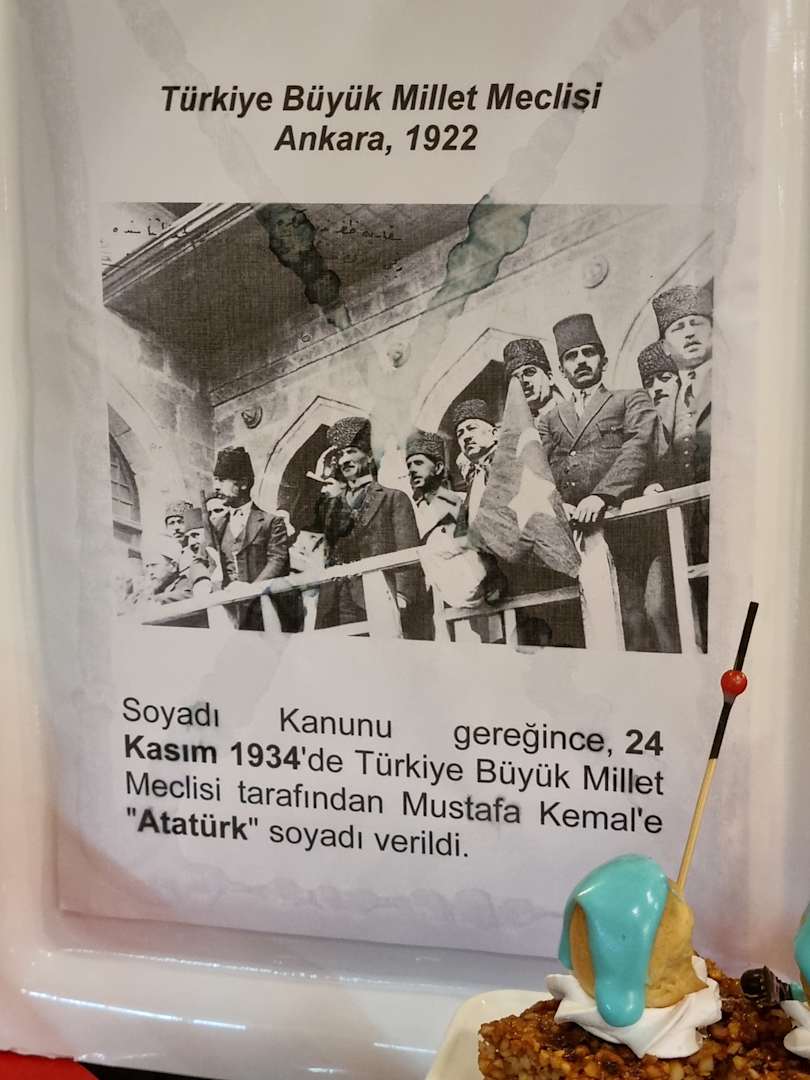 Türkiye Büyük Millet Meclisi
Ankara, 1922
Soyadı Kanunu gereğince, 24
Kasım 1934'de Türkiye Büyük Millet
Meclisi tarafından Mustafa Kemal'e
"Atatürk" soyadı verildi.